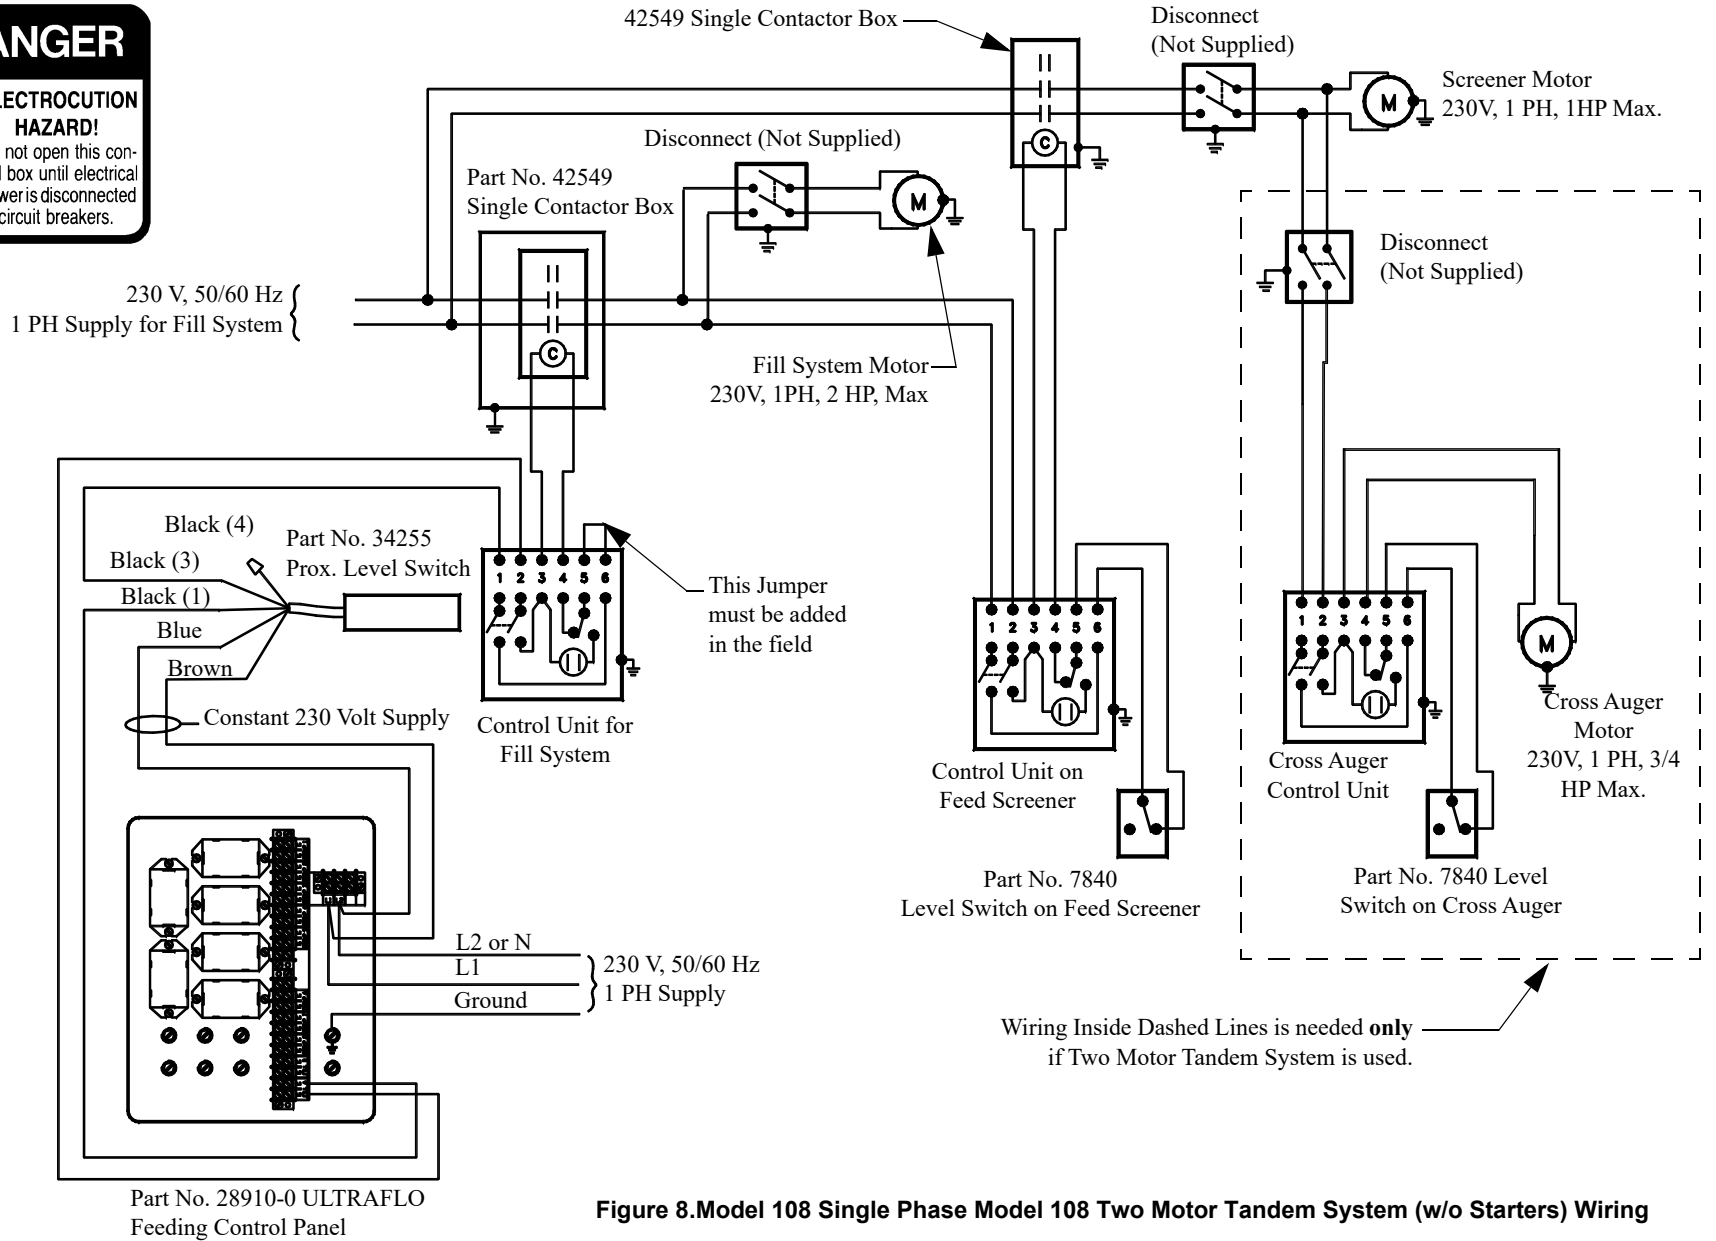 ANGER
LECTROCUTION
HAZARD!
not open this con-
l box until electrical
wer is disconnected
circuit breakers.
42549 Single Contactor Box
Disconnect
(Not Supplied)
Screener Motor
230V, 1 PH, 1HP Max.
M
C
Disconnect (Not Supplied)
Part No. 42549
Single Contactor Box
M
Disconnect
(Not Supplied)
230 V, 50/60 Hz
1 PH Supply for Fill System
C
Fill System Motor
230V, 1PH, 2 HP, Max
Black (4)
Part No. 34255
Prox. Level Switch
Black (3)
Black (1)
Blue
Brown
Constant 230 Volt Supply
1 2 3 4 5 6
This Jumper
must be added
in the field
Control Unit for
Fill System
1 2 3 4 5 6
Control Unit on
Feed Screener
1 2 3 4 5 6
Cross Auger
Control Unit
M
Cross Auger
Motor
230V, 1 PH, 3/4
HP Max.
Part No. 7840
Level Switch on Feed Screener
Part No. 7840 Level
Switch on Cross Auger
L2 or N
L1
Ground
230 V, 50/60 Hz
1 PH Supply
Wiring Inside Dashed Lines is needed only
if Two Motor Tandem System is used.
Part No. 28910-0 ULTRAFLO
Feeding Control Panel
Figure 8.Model 108 Single Phase Model 108 Two Motor Tandem System (w/o Starters) Wiring